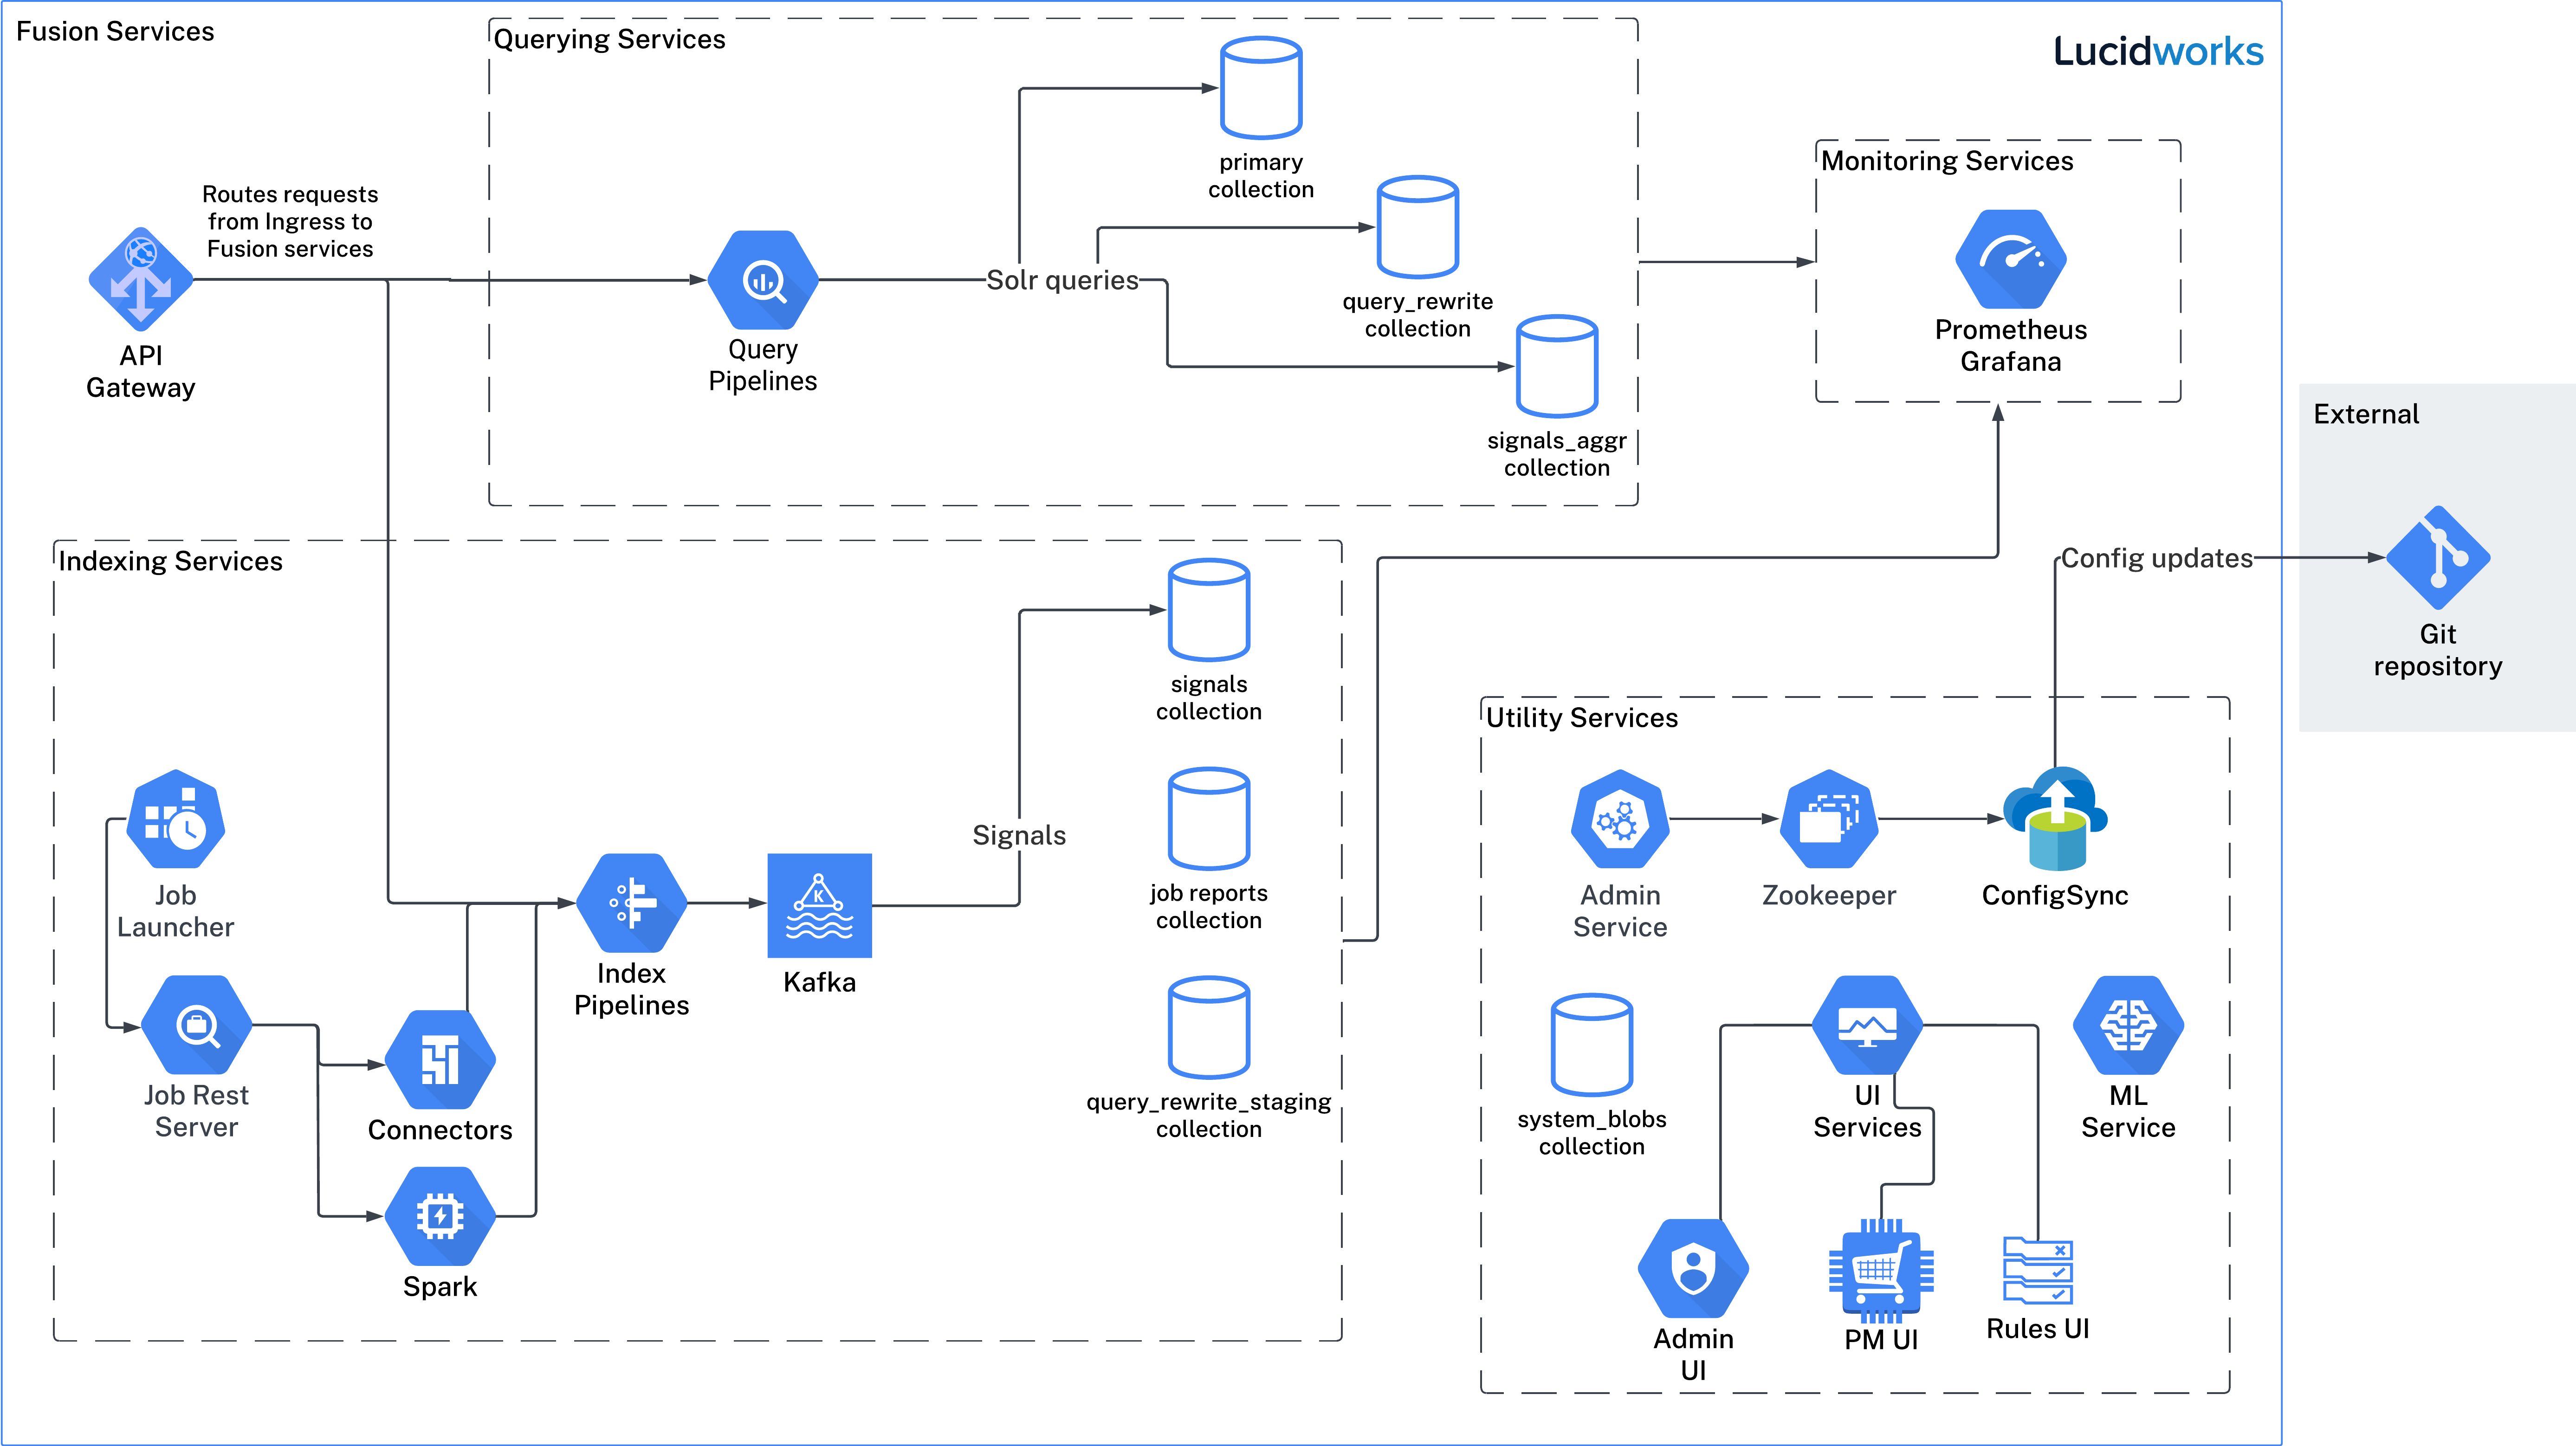 Fusion Services
Querying Services
Lucidworks
primary
collection
Monitoring Services
Routes requests
from Ingress to
Fusion services
Solr queries
query_rewrite
collection
Prometheus
Grafana
API
Gateway
Query
Pipelines
signals_aggr
collection
External
Indexing Services
Config updates
Git
repository
signals
collection
Utility Services
Signals
Job
Launcher
job reports
collection
Admin
Service
Zookeeper
ConfigSync
Index
Pipelines
K
Kafka
Job Rest
Server
Connectors
query_rewrite_staging
collection
system_blobs
collection
UI
Services
ML
Service
Spark
Admin
UI
PM UI
Rules UI